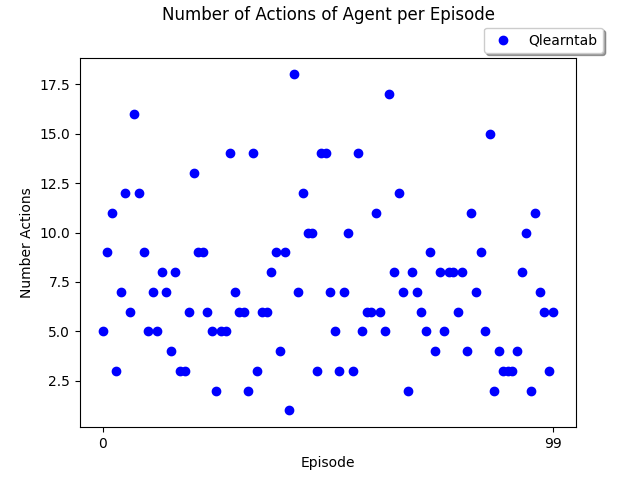 Number of Actions of Agent per Episode
Qlearntab
17.5
15.0
12.5
10.0
7.5
5.0
2.5
Number Actions
0
99
Episode